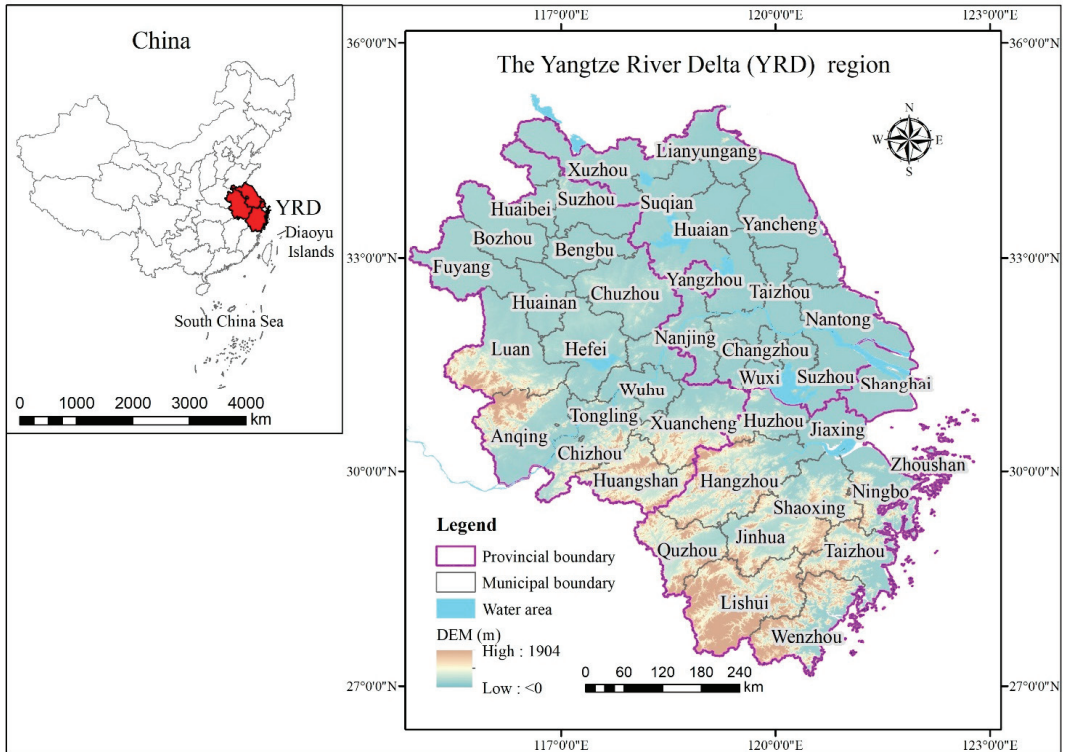 China
YRD
Diaoyu
Islands
South China Sea
0 1000 2000 3000 4000
km
117°0'0"E 120°0'0"E 123°0'0"E
36°0'0"N 36°0'0"N
The Yangtze River Delta (YRD) region
N
W E
S
Lianyungang
Xuzhou
Suzhou
Suqian
Huaibei
Huaian
Yancheng
Bozhou
Bengbu
33°0'0"N 33°0'0"N
Fuyang
Yangzhou
Chuzhou
Taizhou
Huainan
Nantong
Nanjing
Luan
Hefei
Changzhou
Wuxi
Suzhou
Shanghai
Wuhu
Tongling
Xuancheng
Huzhou
Jiaxing
Anqing
Chizhou
30°0'0"N 30°0'0"N
Zhoushan
Huangshan
Hangzhou
Ningbo
Shaoxing
Jinhua
Quzhou
Taizhou
Lishui
Wenzhou
Legend
Provincial boundary
Municipal boundary
Water area
DEM (m)
High : 1904
Low : <0
0 60 120 180 240
km
27°0'0"N 27°0'0"N
117°0'0"E 120°0'0"E 123°0'0"E